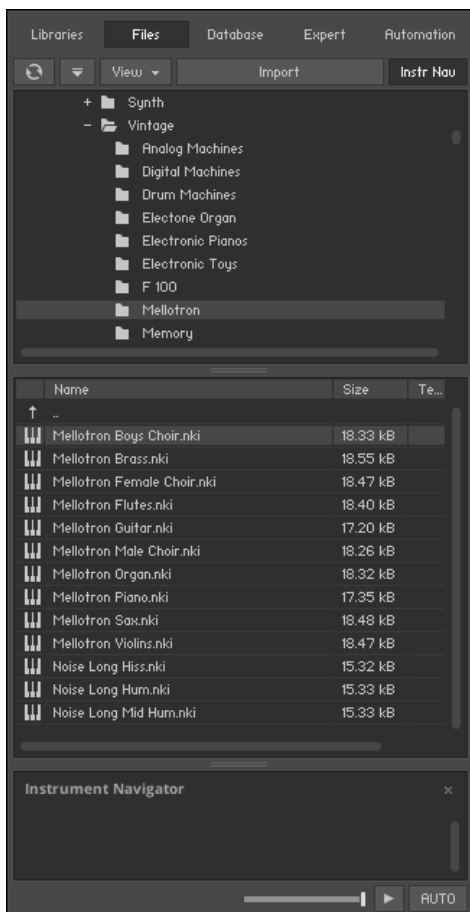 Libraries Files Database Expert Automation
View Import Instr Nav
+ Synth
- Vintage
Analog Machines
Digital Machines
Drum Machines
Electone Organ
Electronic Pianos
Electronic Toys
F 100
Mellotron
Memory
Name Size Te...
..
Mellotron Boys Choir.nki 18.33 kB
Mellotron Brass.nki 18.55 kB
Mellotron Female Choir.nki 18.47 kB
Mellotron Flutes.nki 18.40 kB
Mellotron Guitar.nki 17.20 kB
Mellotron Male Choir.nki 18.26 kB
Mellotron Organ.nki 18.32 kB
Mellotron Piano.nki 17.35 kB
Mellotron Sax.nki 18.48 kB
Mellotron Violins.nki 18.47 kB
Noise Long Hiss.nki 15.32 kB
Noise Long Hum.nki 15.33 kB
Noise Long Mid Hum.nki 15.33 kB
Instrument Navigator ×
AUTO